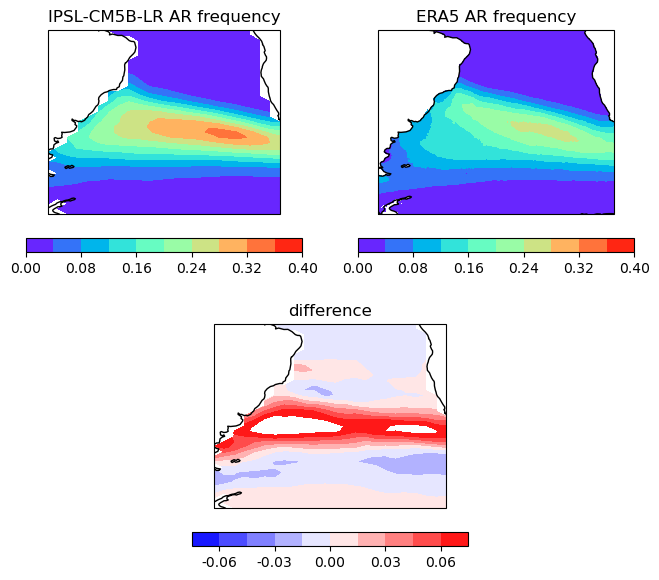 IPSL-CM5B-LR AR frequency
ERA5 AR frequency
0.00 0.08 0.16 0.24 0.32 0.40
0.00 0.08 0.16 0.24 0.32 0.40
difference
-0.06 -0.03 0.00 0.03 0.06